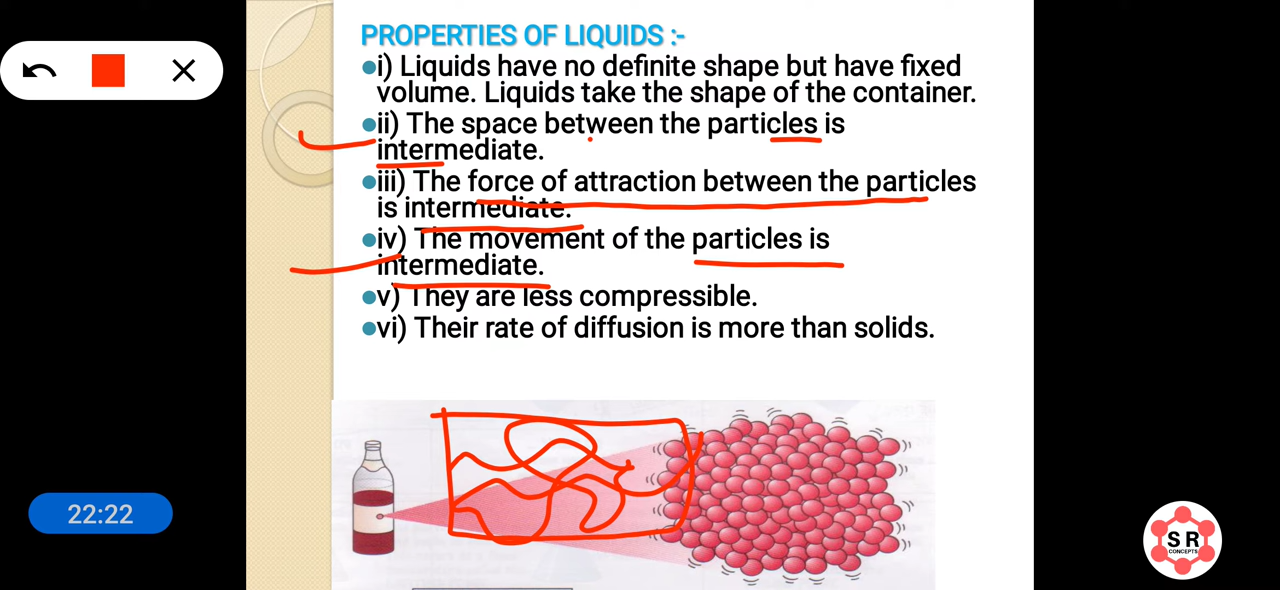 PROPERTIES OF LIQUIDS :-
i) Liquids have no definite shape but have fixed
volume. Liquids take the shape of the container.
ii) The space between the particles is
intermediate.
iii) The force of attraction between the particles
is intermediate.
iv) The movement of the particles is
intermediate.
v) They are less compressible.
vi) Their rate of diffusion is more than solids.
22:22
S R
CONCEPTS